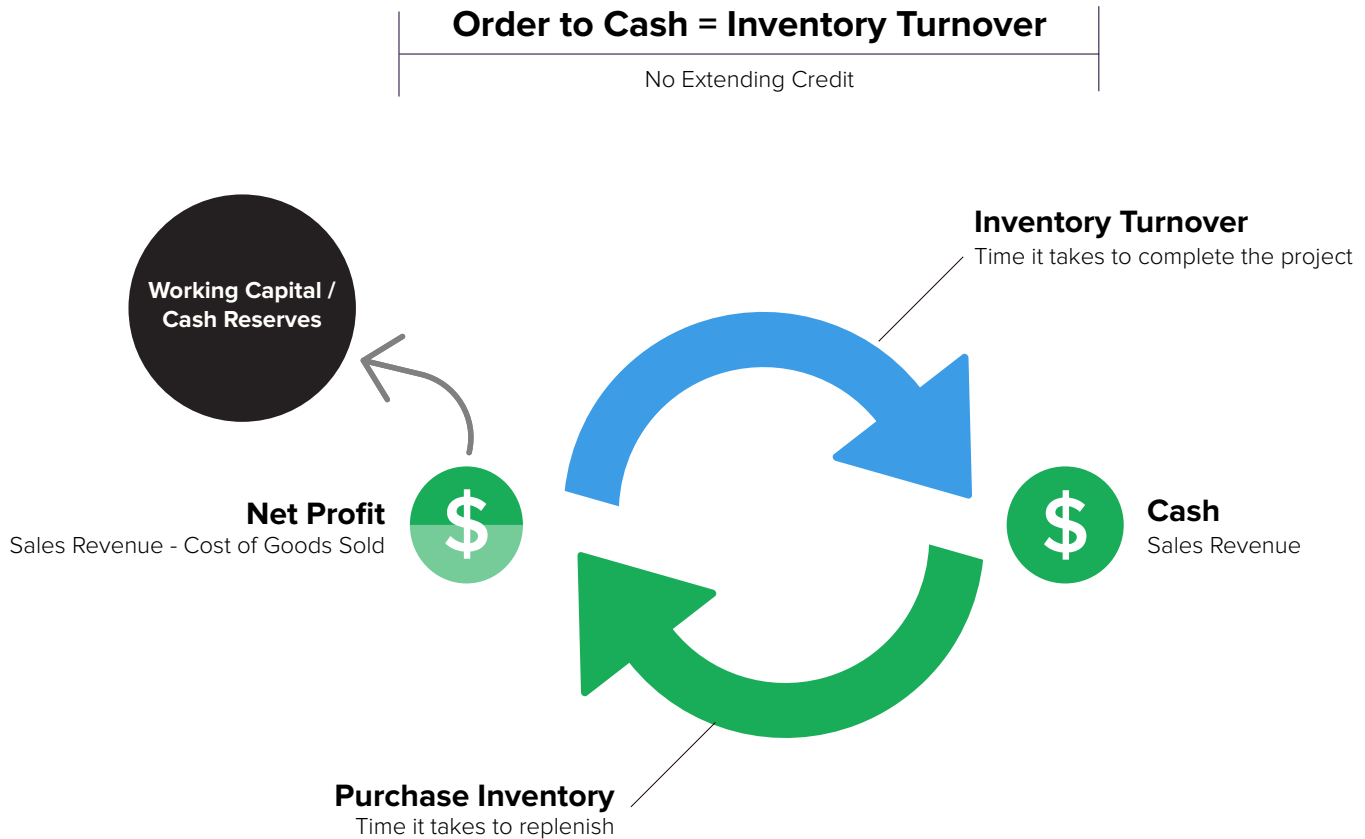 Order to Cash = Inventory Turnover
No Extending Credit
Inventory Turnover
Time it takes to complete the project
Working Capital /
Cash Reserves
$
Net Profit
Sales Revenue - Cost of Goods Sold
$
Cash
Sales Revenue
Purchase Inventory
Time it takes to replenish